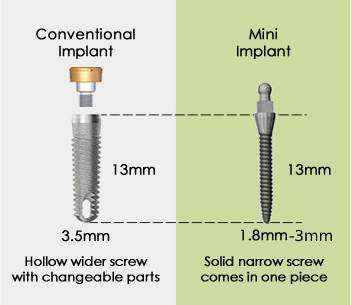 Conventional
Implant
13mm
3.5mm
Hollow wider screw
with changeable parts
Mini
Implant
13mm
1.8mm-3mm
Solid narrow screw
comes in one piece